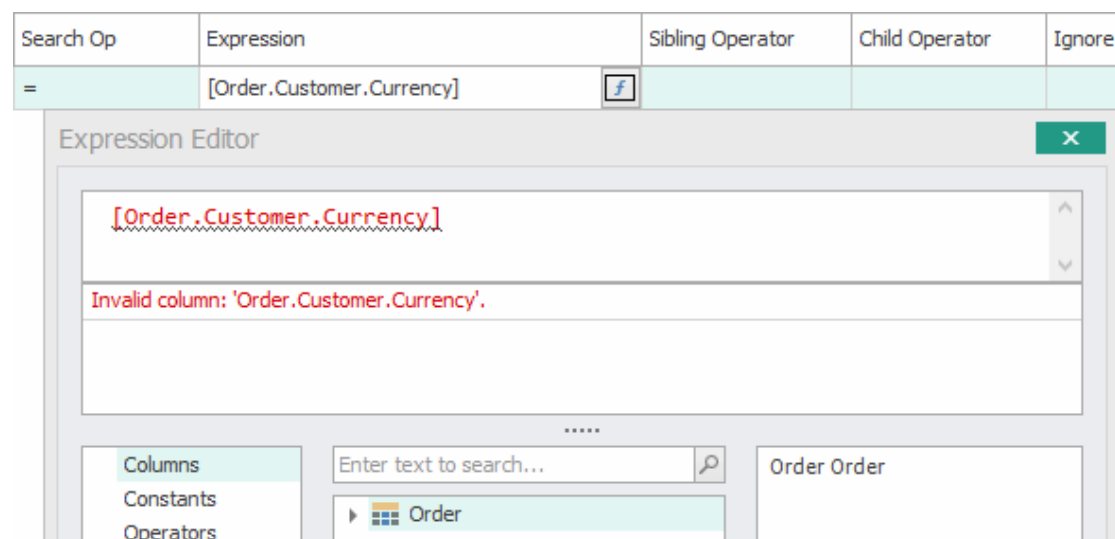 Search Op Expression Sibling Operator Child Operator Ignore
= [Order.Customer.Currency] f
Expression Editor x
[Order.Customer.Currency]
Invalid column: 'Order.Customer.Currency'.
Columns Enter text to search... Order Order
Constants Order
Operators